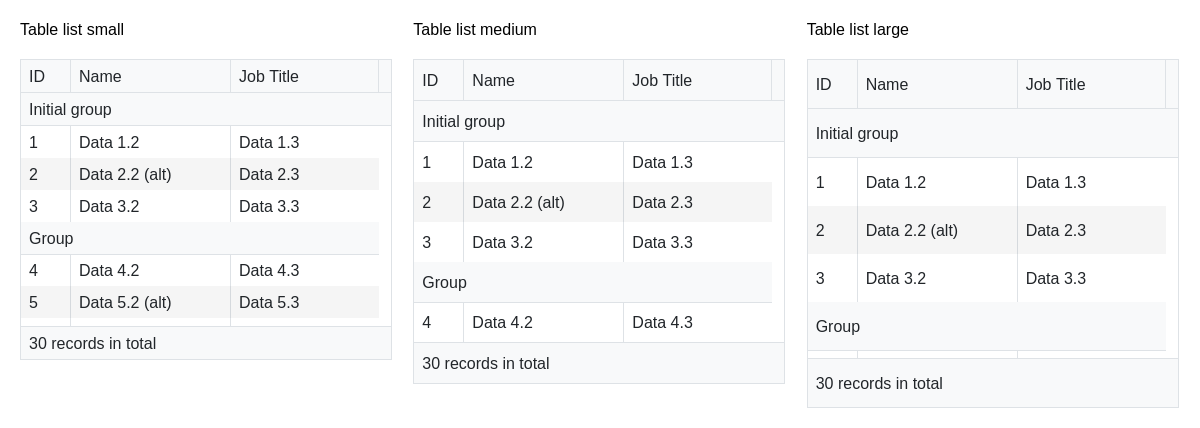 Table list small
ID Name Job Title
Initial group
1 Data 1.2 Data 1.3
2 Data 2.2 (alt) Data 2.3
3 Data 3.2 Data 3.3
Group
4 Data 4.2 Data 4.3
5 Data 5.2 (alt) Data 5.3
30 records in total
Table list medium
ID Name Job Title
Initial group
1 Data 1.2 Data 1.3
2 Data 2.2 (alt) Data 2.3
3 Data 3.2 Data 3.3
Group
4 Data 4.2 Data 4.3
30 records in total
Table list large
ID Name Job Title
Initial group
1 Data 1.2 Data 1.3
2 Data 2.2 (alt) Data 2.3
3 Data 3.2 Data 3.3
Group
30 records in total